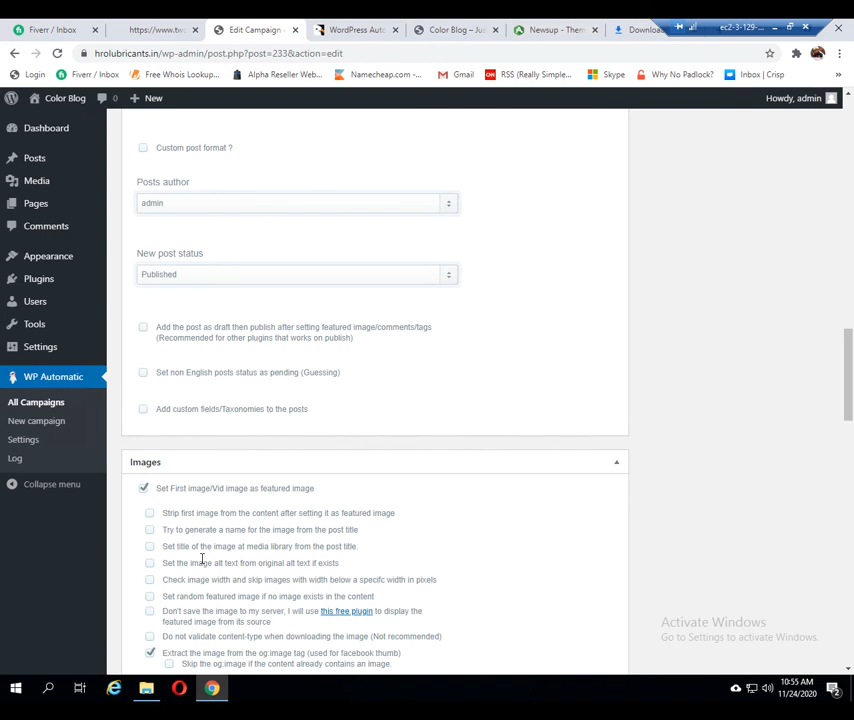 Fiverr / Inbox
https://www.two
Edit Campaign ‹
WordPress Auto
Color Blog – Jus
Newsup - Them
Download
ec2-3-129-
hrolubricants.in/wp-admin/post.php?post=233&action=edit
Login
Fiverr / Inbox
Free Whois Lookup...
Alpha Reseller Web...
Namecheap.com-...
Gmail
RSS (Really Simple...
Skype
Why No Padlock?
Inbox | Crisp
Color Blog
0
New
Howdy, admin
Dashboard
Posts
Media
Pages
Comments
Appearance
Plugins
Users
Tools
Settings
WP Automatic
All Campaigns
New campaign
Settings
Log
Collapse menu
Custom post format ?
Posts author
admin
New post status
Published
Add the post as draft then publish after setting featured image/comments/tags
(Recommended for other plugins that works on publish)
Set non English posts status as pending (Guessing)
Add custom fields/Taxonomies to the posts
Images
Set First image/Vid image as featured image
Strip first image from the content after setting it as featured image
Try to generate a name for the image from the post title
Set title of the image at media library from the post title.
Set the image alt text from original alt text if exists
Check image width and skip images with width below a specifc width in pixels
Set random featured image if no image exists in the content
Don't save the image to my server, I will use this free plugin to display the
featured image from its source
Do not validate content-type when downloading the image (Not recommended)
Extract the image from the og:image tag (used for facebook thumb)
Skip the og:image if the content already contains an image.
Activate Windows
Go to Settings to activate Windows.
10:55 AM
11/24/2020
2